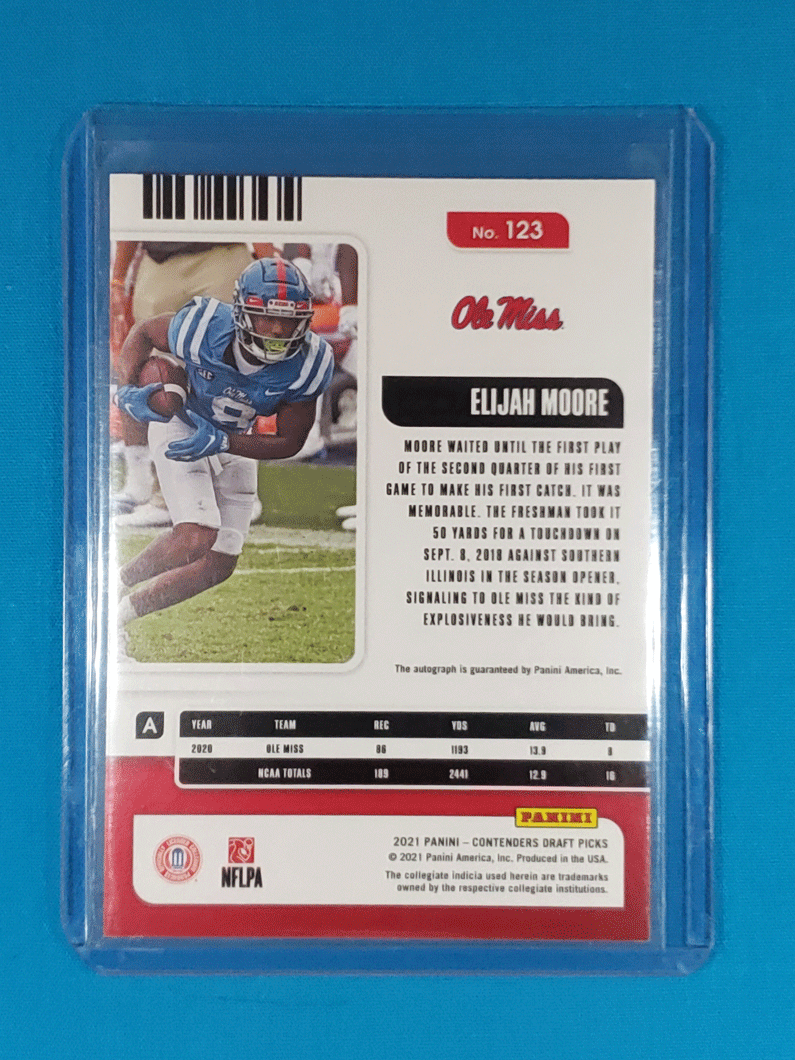 No. 123
Ole Miss
ELIJAH MOORE
MOORE WAITED UNTIL THE FIRST PLAY
OF THE SECOND QUARTER OF HIS FIRST
GAME TO MAKE HIS FIRST CATCH. IT WAS
MEMORABLE. THE FRESHMAN TOOK IT
50 YARDS FOR A TOUCHDOWN ON
SEPT. 8, 2018 AGAINST SOUTHERN
ILLINOIS IN THE SEASON OPENER,
SIGNALING TO OLE MISS THE KIND OF
EXPLOSIVENESS HE WOULD BRING.
The autograph is guaranteed by Panini America, Inc.
A YEAR TEAM REC YDS AVG TD
2020 OLE MISS 86 1193 13.9 8
NCAA TOTALS 189 2441 12.9 16
PANINI
2021 PANINI – CONTENDERS DRAFT PICKS
© 2021 Panini America, Inc. Produced in the USA.
The collegiate indicia used herein are trademarks
owned by the respective collegiate institutions.
NFLPA